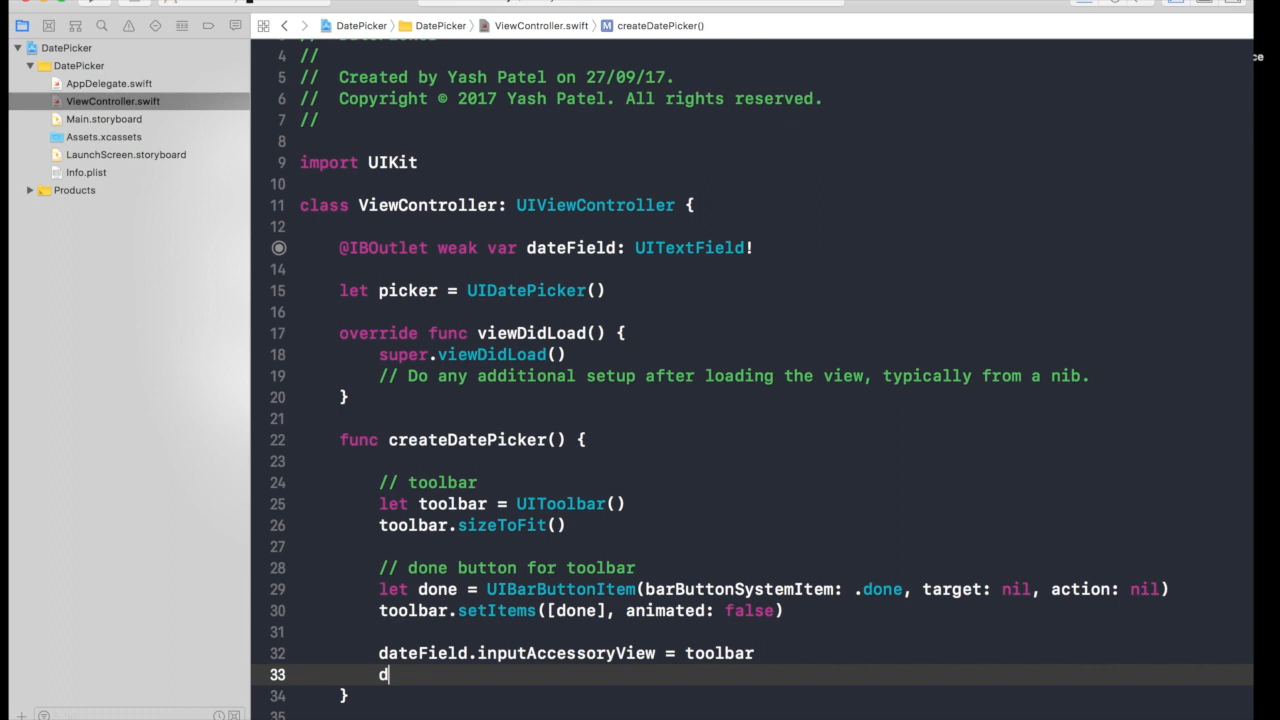 DatePicker DatePicker ViewController.swift createDatePicker()
DatePicker
DatePicker
AppDelegate.swift
ViewController.swift
Main.storyboard
Assets.xcassets
LaunchScreen.storyboard
Info.plist
Products
ce
4 //
5 // Created by Yash Patel on 27/09/17.
6 // Copyright © 2017 Yash Patel. All rights reserved.
7 //
8
9 import UIKit
10
11 class ViewController: UIViewController {
12
@IBOutlet weak var dateField: UITextField!
14
15 let picker = UIDatePicker()
16
17 override func viewDidLoad() {
18 super.viewDidLoad()
19 // Do any additional setup after loading the view, typically from a nib.
20 }
21
22 func createDatePicker() {
23
24 // toolbar
25 let toolbar = UIToolbar()
26 toolbar.sizeToFit()
27
28 // done button for toolbar
29 let done = UIBarButtonItem(barButtonSystemItem: .done, target: nil, action: nil)
30 toolbar.setItems([done], animated: false)
31
32 dateField.inputAccessoryView = toolbar
33 d
34 }
35